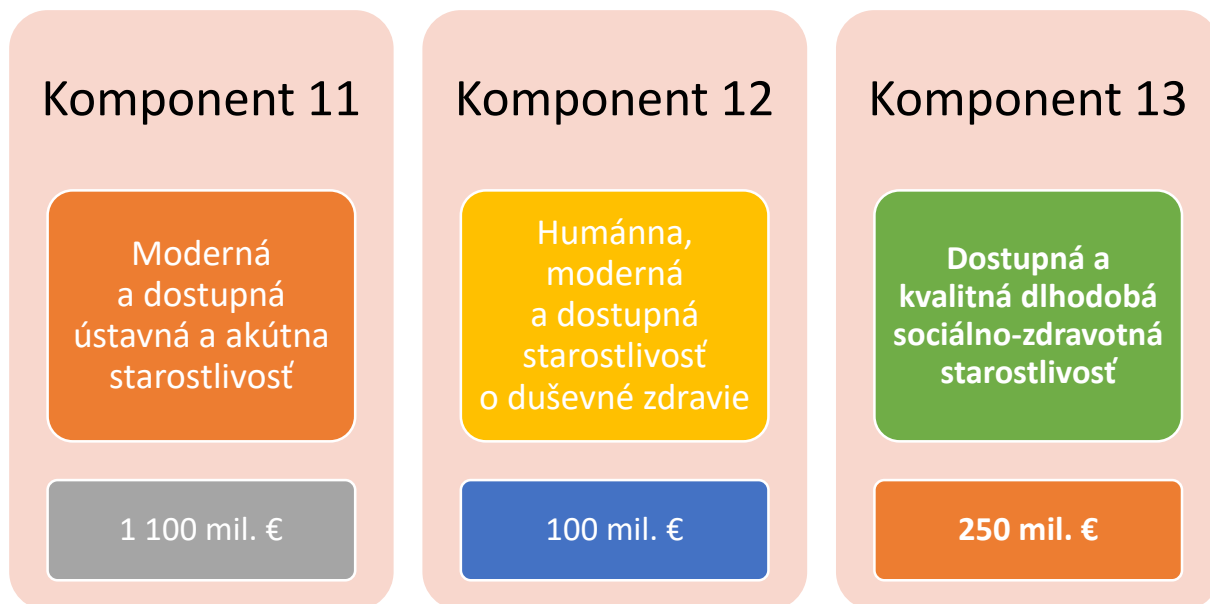 Komponent 11
Moderná
a dostupná
ústavná a akútna
starostlivosť
1 100 mil. €
Komponent 12
Humánna,
moderná
a dostupná
starostlivosť
o duševné zdravie
100 mil. €
Komponent 13
Dostupná a
kvalitná dlhodobá
sociálno-zdravotná
starostlivosť
250 mil. €